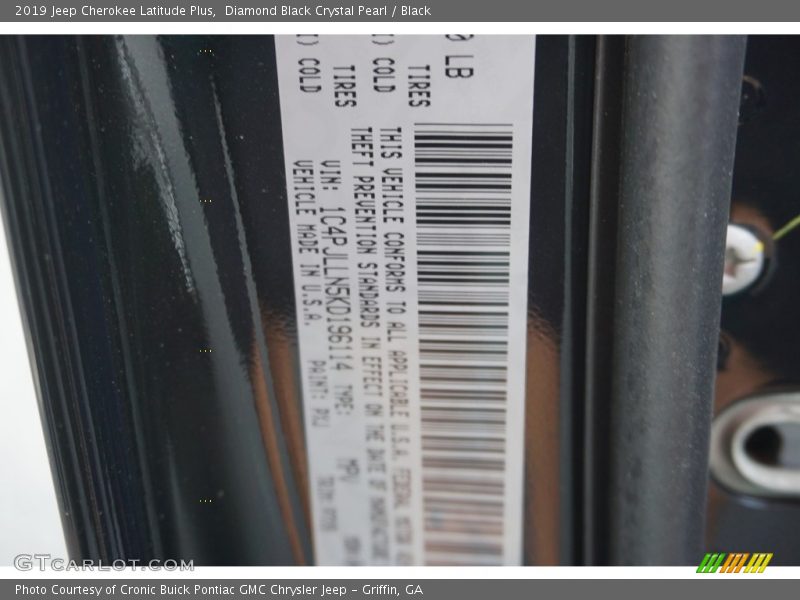 2019 Jeep Cherokee Latitude Plus, Diamond Black Crystal Pearl / Black
0 LB
TIRES
) COLD
TIRES
) COLD
THIS VEHICLE CONFORMS TO ALL APPLICABLE U.S.A. FEDERAL MOTOR
THEFT PREVENTION STANDARDS IN EFFECT ON THE DATE OF MANUFACTURE
VIN: 1C4PJLLN5KD196114 TYPE: MPV
VEHICLE MADE IN U.S.A. PAINT: PXJ
GTCARLOT.COM
Photo Courtesy of Cronic Buick Pontiac GMC Chrysler Jeep - Griffin, GA